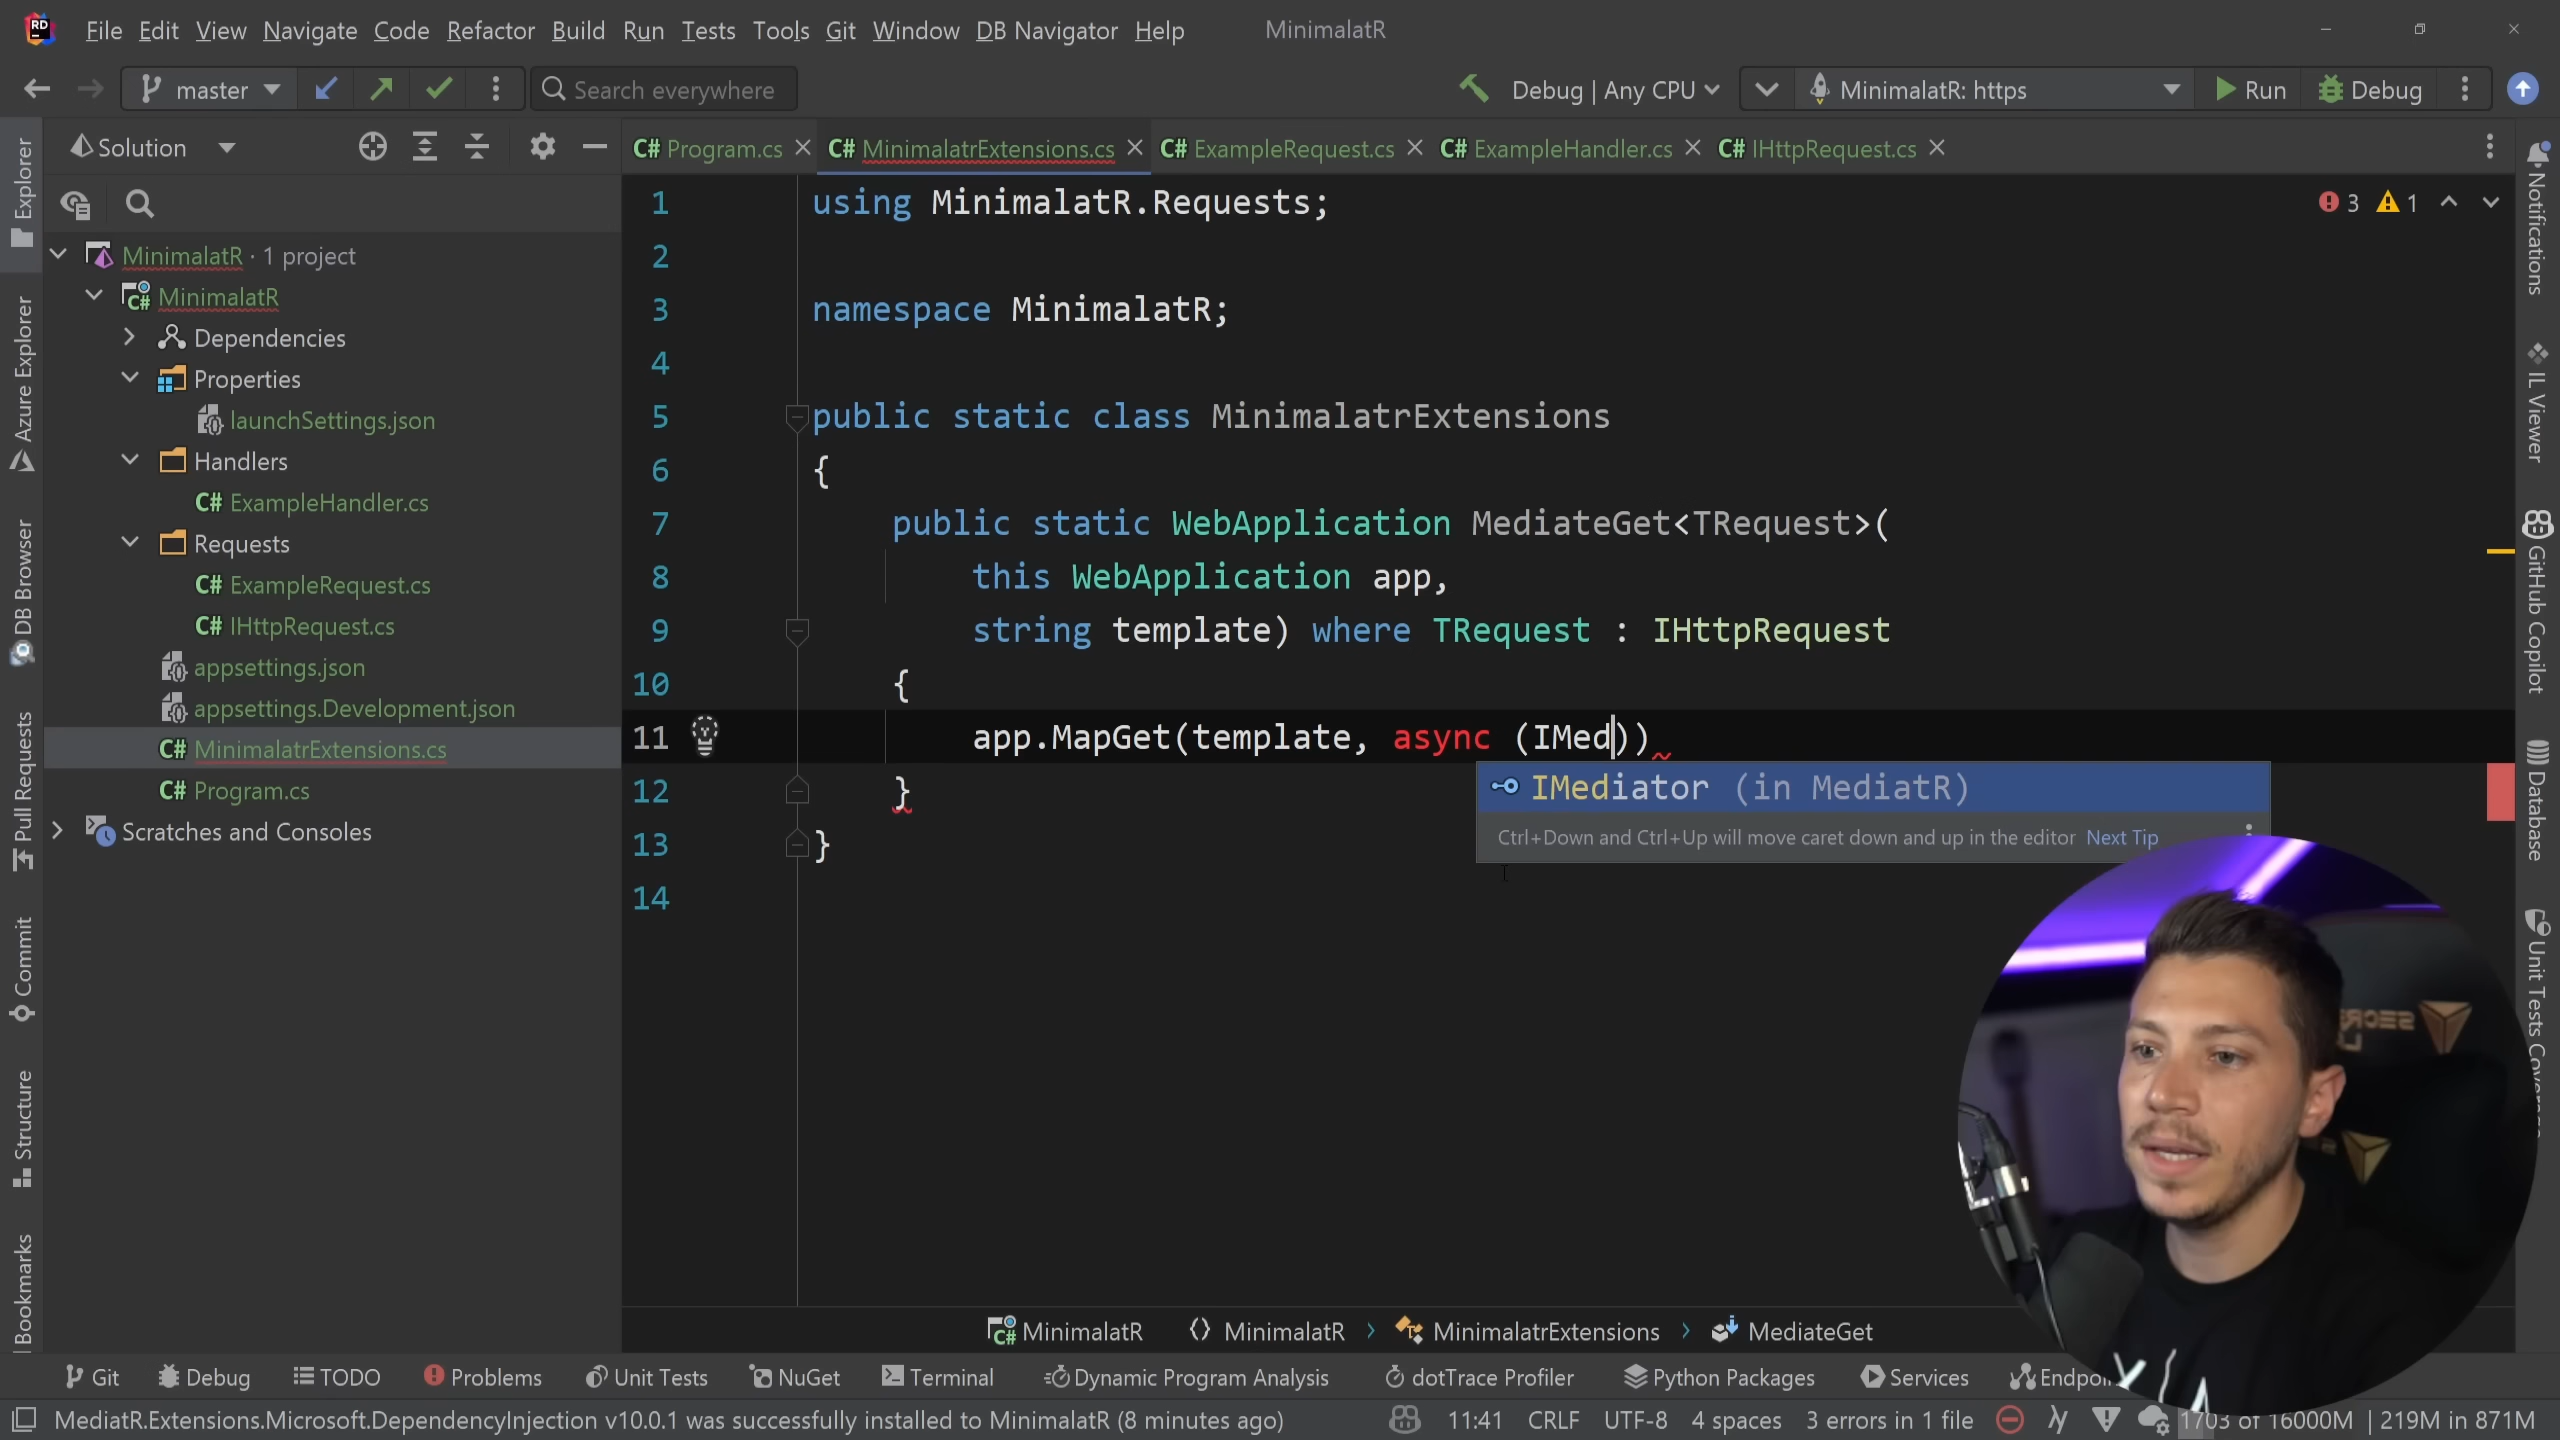 File Edit View Navigate Code Refactor Build Run Tests Tools Git Window DB Navigator Help MinimalatR
master Search everywhere Debug | Any CPU MinimalatR: https Run Debug
Solution
C# Program.cs C# MinimalatrExtensions.cs C# ExampleRequest.cs C# ExampleHandler.cs C# IHttpRequest.cs
Explorer
Azure Explorer
DB Browser
Pull Requests
Commit
Structure
Bookmarks
MinimalatR · 1 project
MinimalatR
Dependencies
Properties
launchSettings.json
Handlers
C# ExampleHandler.cs
Requests
C# ExampleRequest.cs
C# IHttpRequest.cs
appsettings.json
appsettings.Development.json
C# MinimalatrExtensions.cs
C# Program.cs
Scratches and Consoles
3 1
1 using MinimalatR.Requests;
2
3 namespace MinimalatR;
4
5 public static class MinimalatrExtensions
6 {
7 public static WebApplication MediateGet<TRequest>(
8 this WebApplication app,
9 string template) where TRequest : IHttpRequest
10 {
11 app.MapGet(template, async (IMed))
12 }
13 }
14
IMediator (in MediatR)
Ctrl+Down and Ctrl+Up will move caret down and up in the editor Next Tip
Notifications
IL Viewer
GitHub Copilot
Database
MinimalatR MinimalatR MinimalatrExtensions MediateGet
Git Debug TODO Problems Unit Tests NuGet Terminal Dynamic Program Analysis dotTrace Profiler Python Packages Services
MediatR.Extensions.Microsoft.DependencyInjection v10.0.1 was successfully installed to MinimalatR (8 minutes ago) 11:41 CRLF UTF-8 4 spaces 3 errors in 1 file 1703 of 16000M 219M in 871M